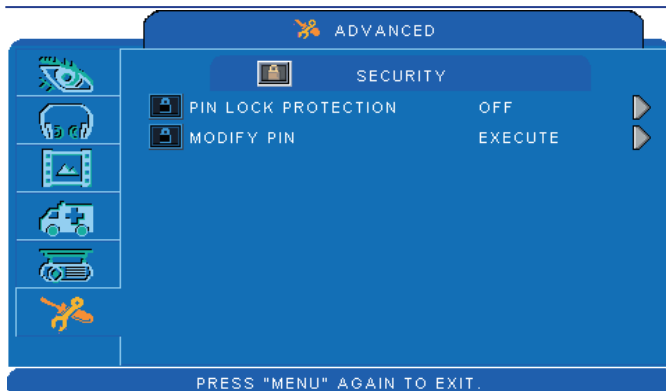 ADVANCED
SECURITY
PIN LOCK PROTECTION OFF
MODIFY PIN EXECUTE
PRESS "MENU" AGAIN TO EXIT.